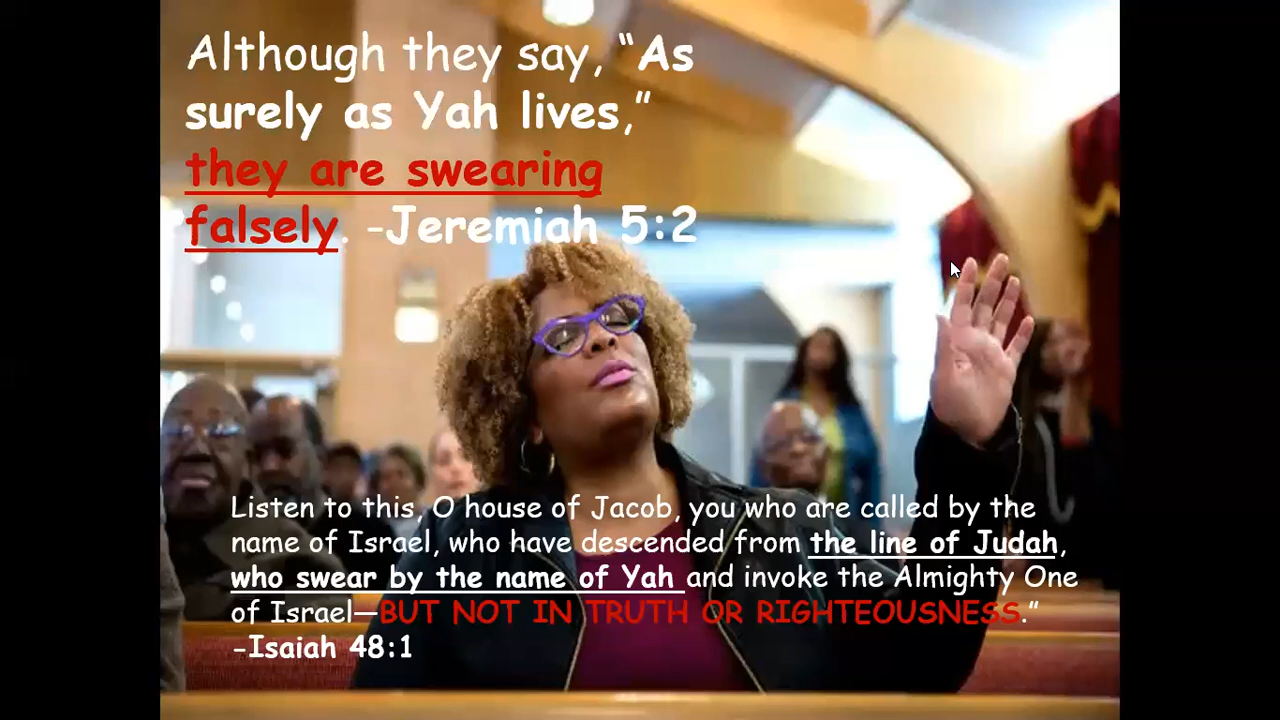 Although they say, “As
surely as Yah lives,”
they are swearing
falsely. -Jeremiah 5:2
Listen to this, O house of Jacob, you who are called by the
name of Israel, who have descended from the line of Judah,
who swear by the name of Yah and invoke the Almighty One
of Israel—BUT NOT IN TRUTH OR RIGHTEOUSNESS.”
-Isaiah 48:1